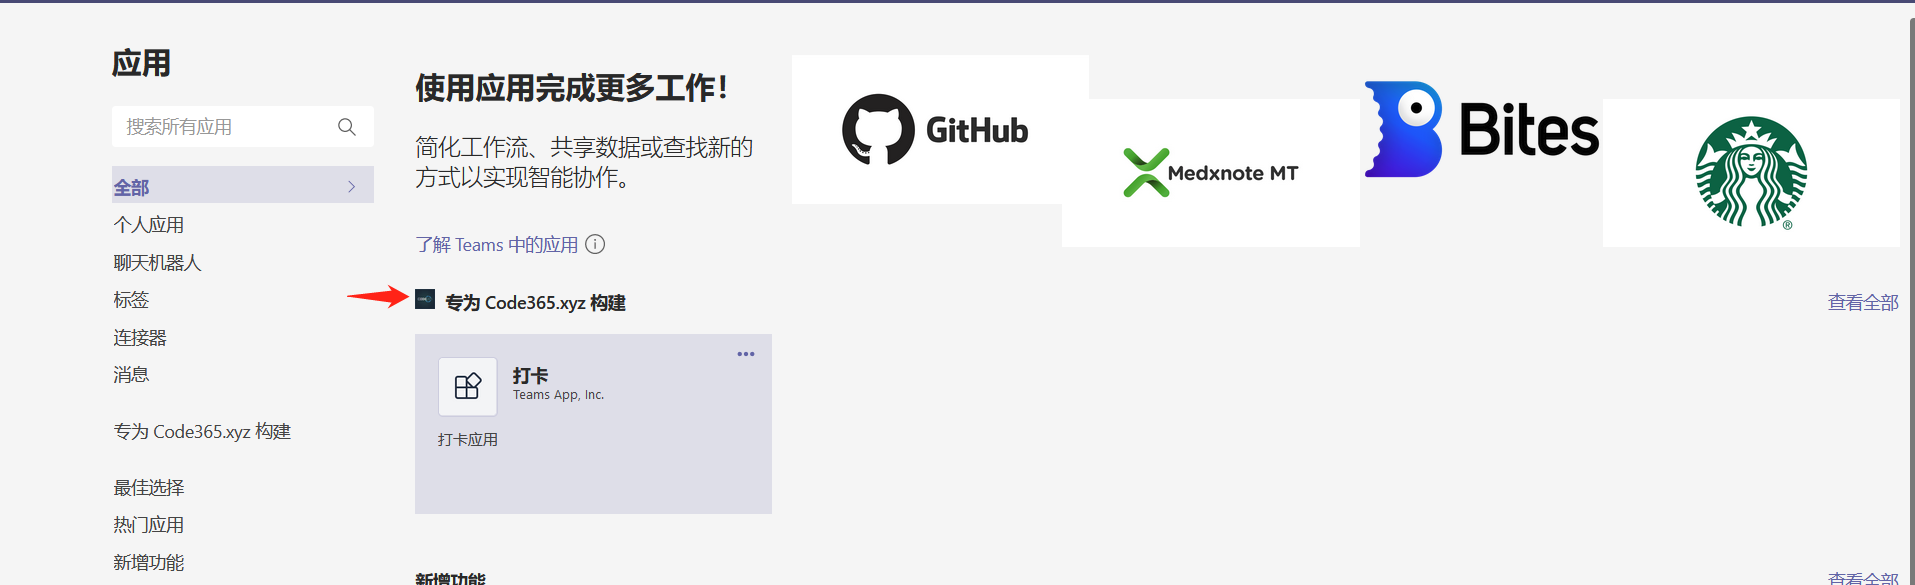 应用
搜索所有应用
全部
个人应用
聊天机器人
标签
连接器
消息
专为 Code365.xyz 构建
最佳选择
热门应用
新增功能
使用应用完成更多工作！
简化工作流、共享数据或查找新的
方式以实现智能协作。
了解 Teams 中的应用
GitHub
Medxnote MT
Bites
®
专为 Code365.xyz 构建
查看全部
打卡
Teams App, Inc.
打卡应用
新增功能
查看全部